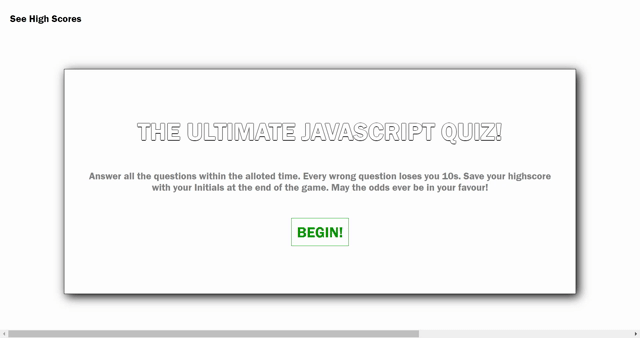 See High Scores
THE ULTIMATE JAVASCRIPT QUIZ!
Answer all the questions within the alloted time. Every wrong question loses you 10s. Save your highscore
with your Initials at the end of the game. May the odds ever be in your favour!
BEGIN!